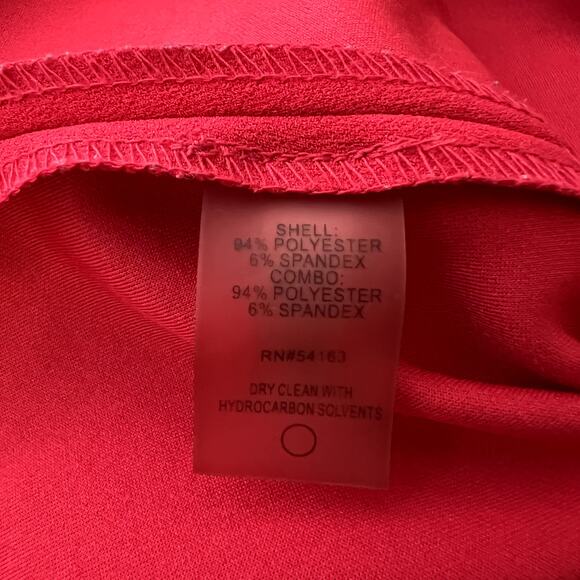 SHELL:
94% POLYESTER
6% SPANDEX
COMBO:
94% POLYESTER
6% SPANDEX
RN#54163
DRY CLEAN WITH
HYDROCARBON SOLVENTS